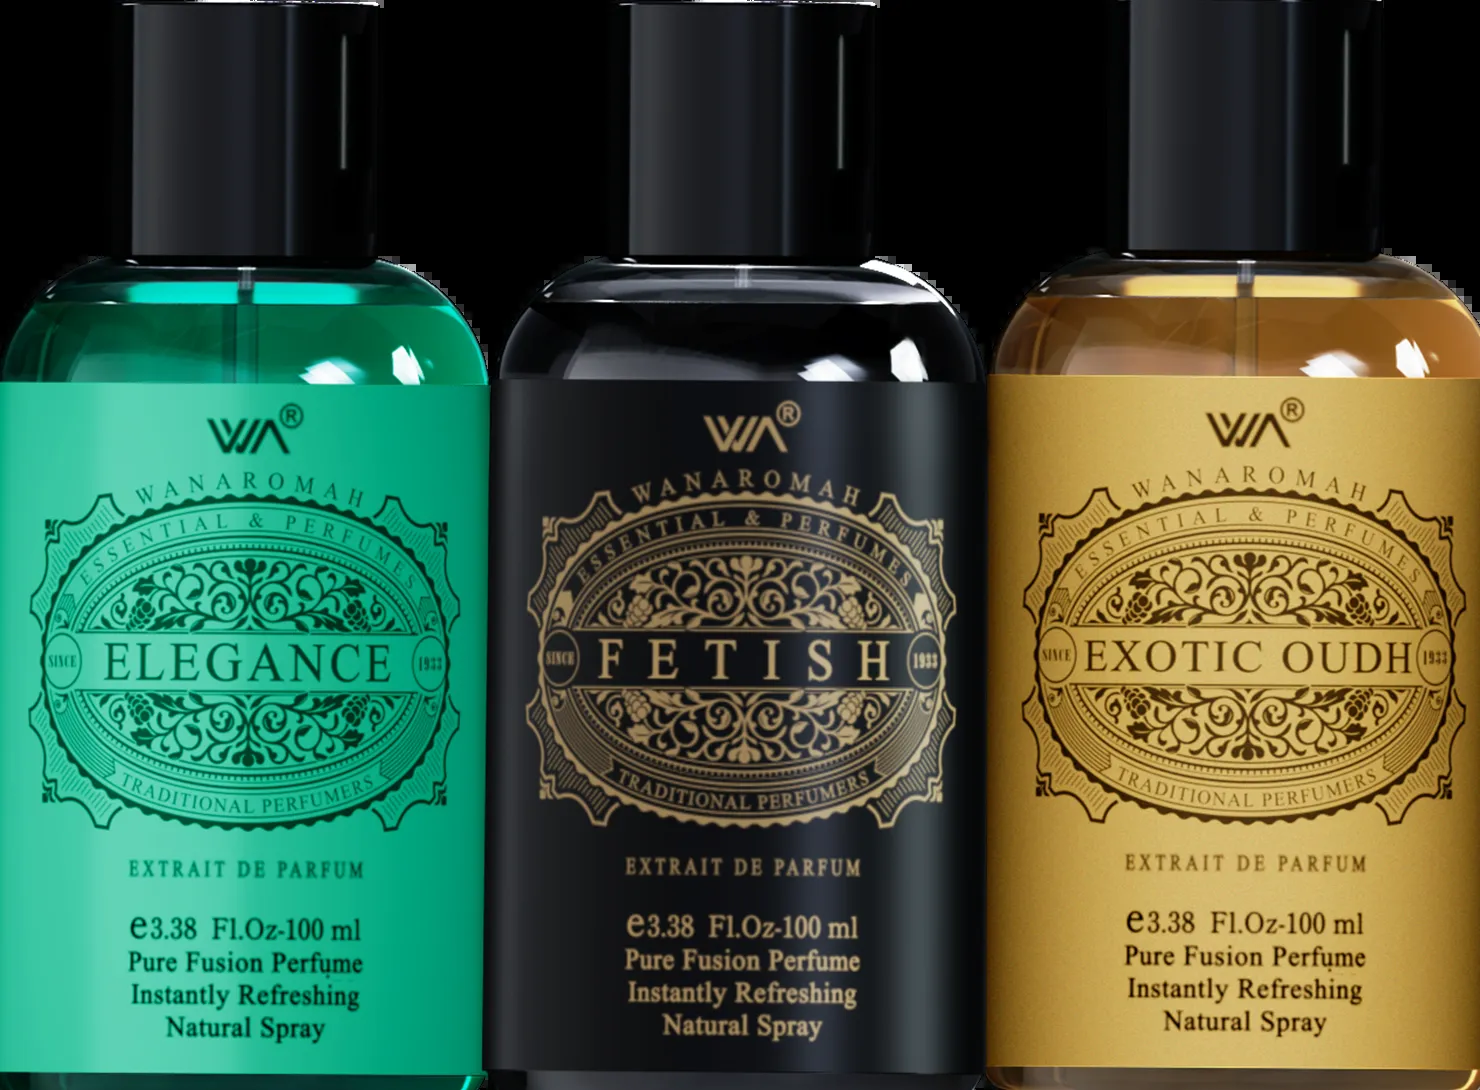 WA®
WANAROMAH
ESSENTIAL & PERFUMES
SINCE ELEGANCE 1933
TRADITIONAL PERFUMERS
EXTRAIT DE PARFUM
e3.38 Fl.Oz-100 ml
Pure Fusion Perfume
Instantly Refreshing
Natural Spray
WA®
WANAROMAH
ESSENTIAL & PERFUMES
SINCE FETISH 1933
TRADITIONAL PERFUMERS
EXTRAIT DE PARFUM
e3.38 Fl.Oz-100 ml
Pure Fusion Perfume
Instantly Refreshing
Natural Spray
WA®
WANAROMAH
ESSENTIAL & PERFUMES
SINCE EXOTIC OUDH 1933
TRADITIONAL PERFUMERS
EXTRAIT DE PARFUM
e3.38 Fl.Oz-100 ml
Pure Fusion Perfume
Instantly Refreshing
Natural Spray